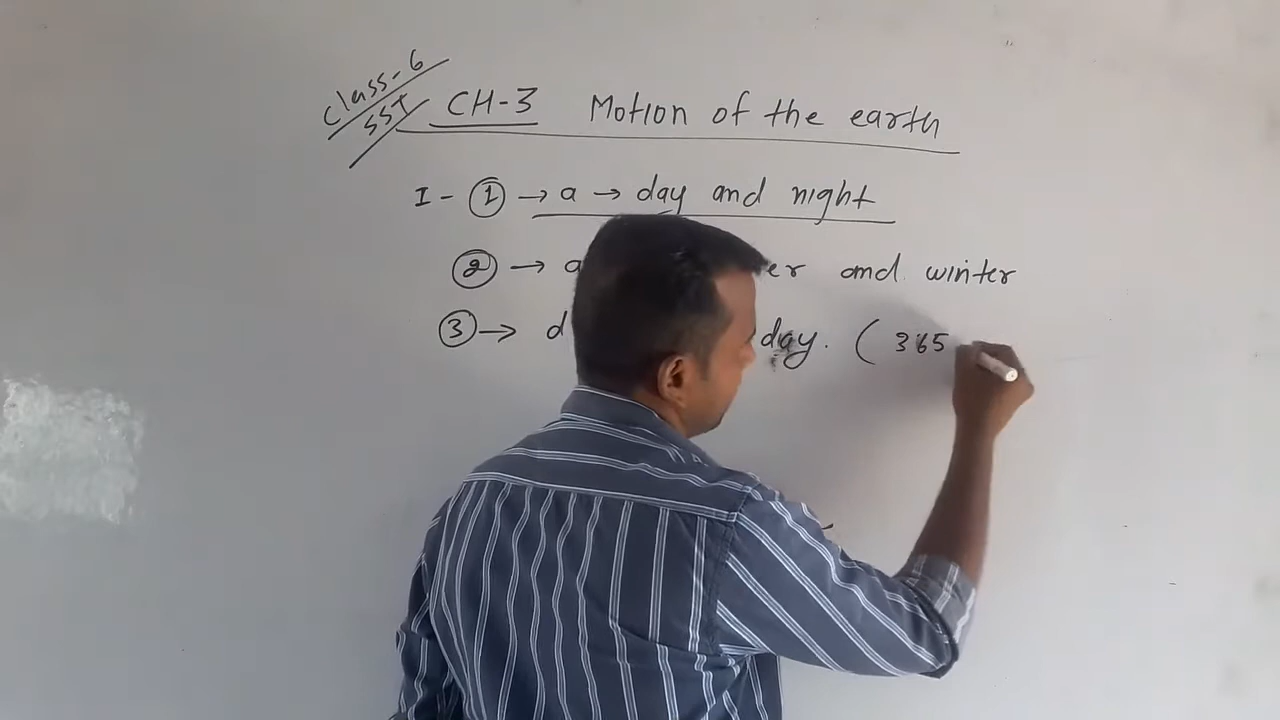 Class-6
SST
CH-3 Motion of the earth
I - ① → a → day and night
② → a and winter
③ → d day. ( 365